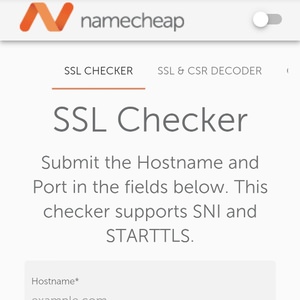 namecheap
SSL CHECKER
SSL & CSR DECODER
SSL Checker
Submit the Hostname and
Port in the fields below. This
checker supports SNI and
STARTTLS.
Hostname*
example.com